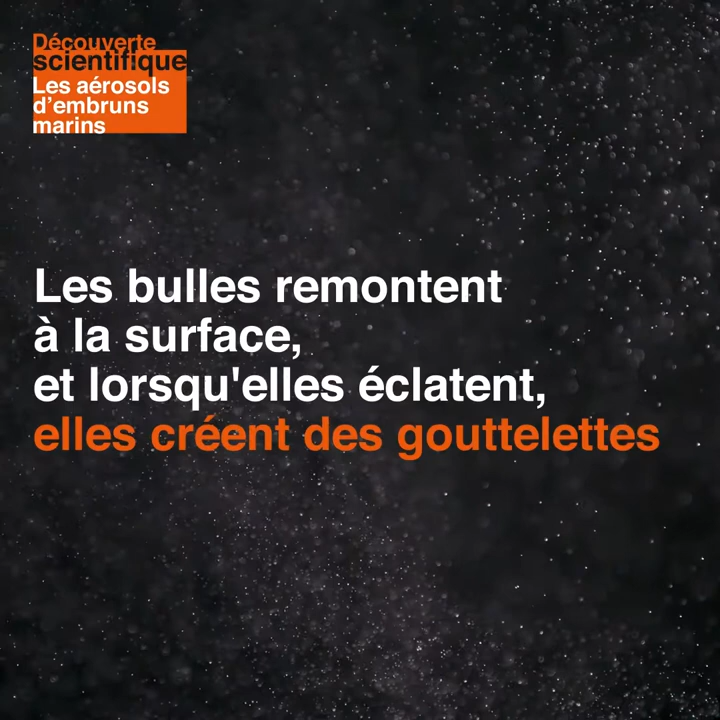 Découverte
scientifique
Les aérosols
d'embruns
marins
Les bulles remontent
à la surface,
et lorsqu'elles éclatent,
elles créent des gouttelettes